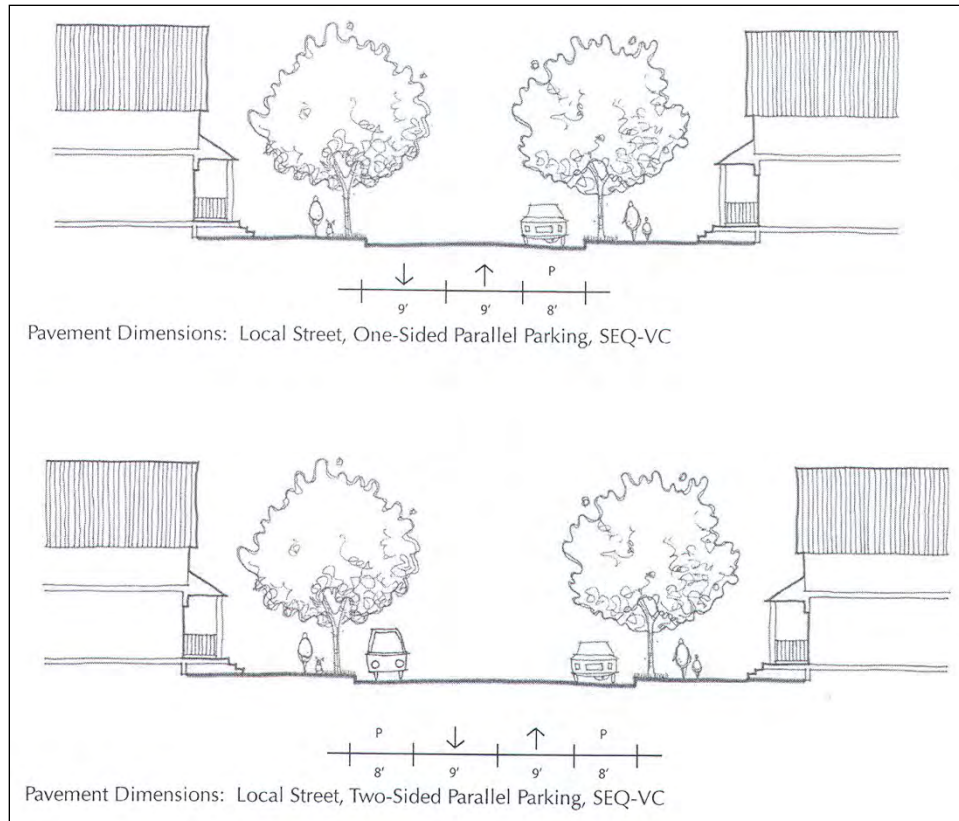 P
9' 9' 8'
Pavement Dimensions: Local Street, One-Sided Parallel Parking, SEQ-VC
P P
8' 9' 9' 8'
Pavement Dimensions: Local Street, Two-Sided Parallel Parking, SEQ-VC